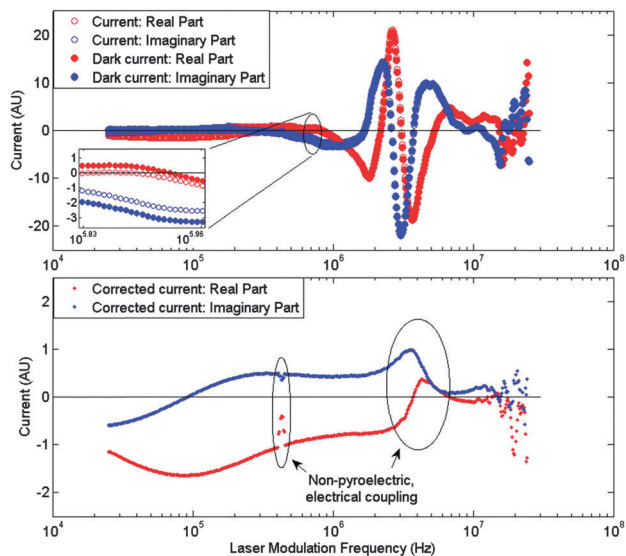 Current: Real Part
Current: Imaginary Part
Dark current: Real Part
Dark current: Imaginary Part
Current (AU)
20
10
0
-10
-20
1
0
-1
-2
-3
10^5.93
10^5.96
10^4
10^5
10^6
10^7
10^8
Corrected current: Real Part
Corrected current: Imaginary Part
Current (AU)
2
1
0
-1
-2
Non-pyroelectric,
electrical coupling
10^4
10^5
10^6
10^7
10^8
Laser Modulation Frequency (Hz)